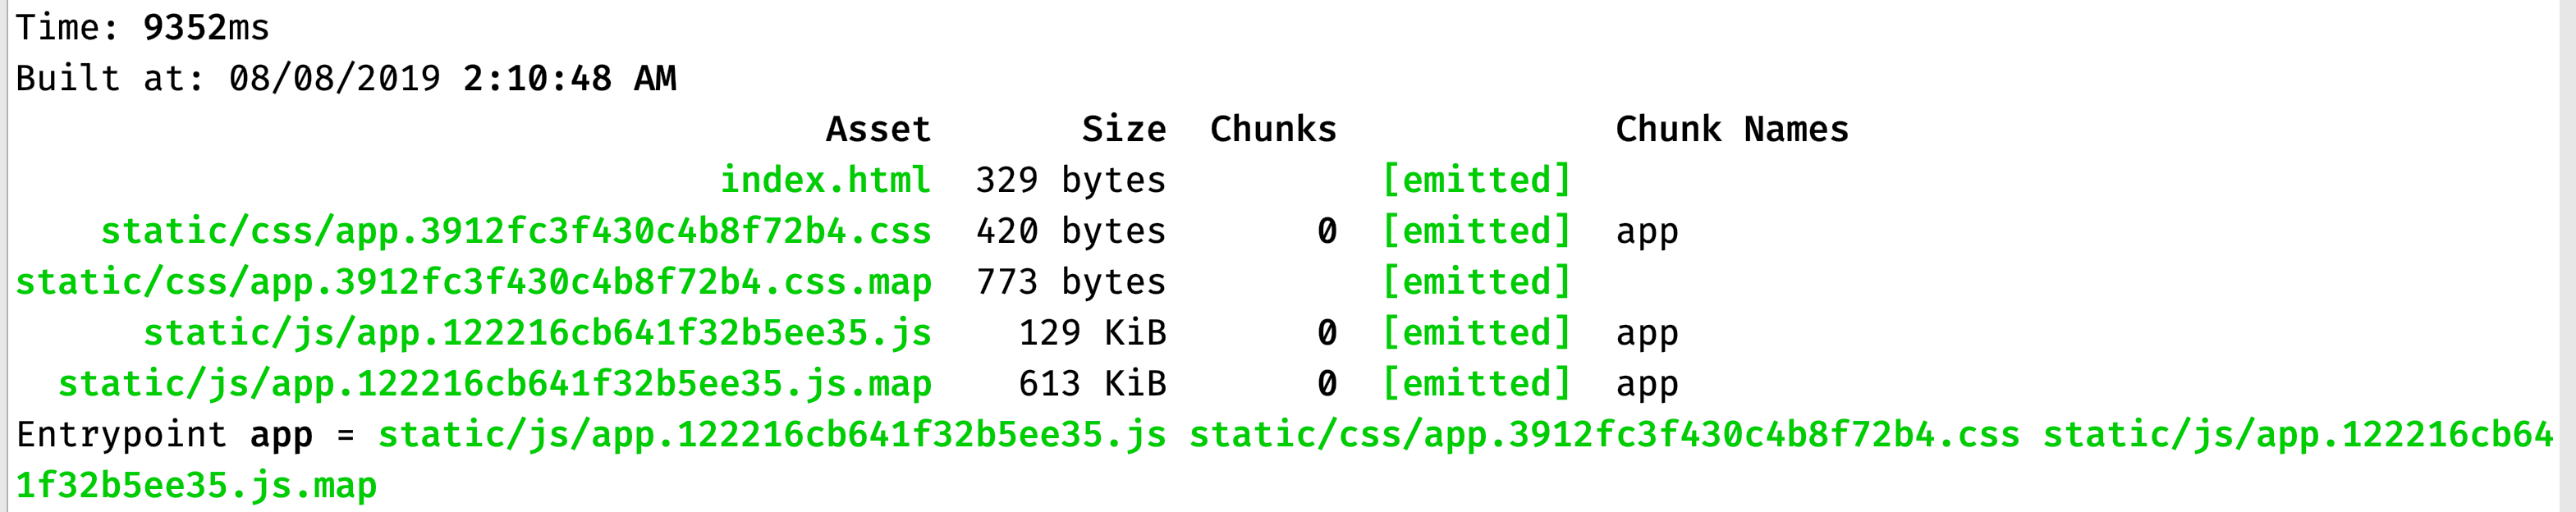 Time: 9352ms
Built at: 08/08/2019 2:10:48 AM
Asset Size Chunks Chunk Names
index.html 329 bytes [emitted]
static/css/app.3912fc3f430c4b8f72b4.css 420 bytes 0 [emitted] app
static/css/app.3912fc3f430c4b8f72b4.css.map 773 bytes [emitted]
static/js/app.122216cb641f32b5ee35.js 129 KiB 0 [emitted] app
static/js/app.122216cb641f32b5ee35.js.map 613 KiB 0 [emitted] app
Entrypoint app = static/js/app.122216cb641f32b5ee35.js static/css/app.3912fc3f430c4b8f72b4.css static/js/app.122216cb64
1f32b5ee35.js.map